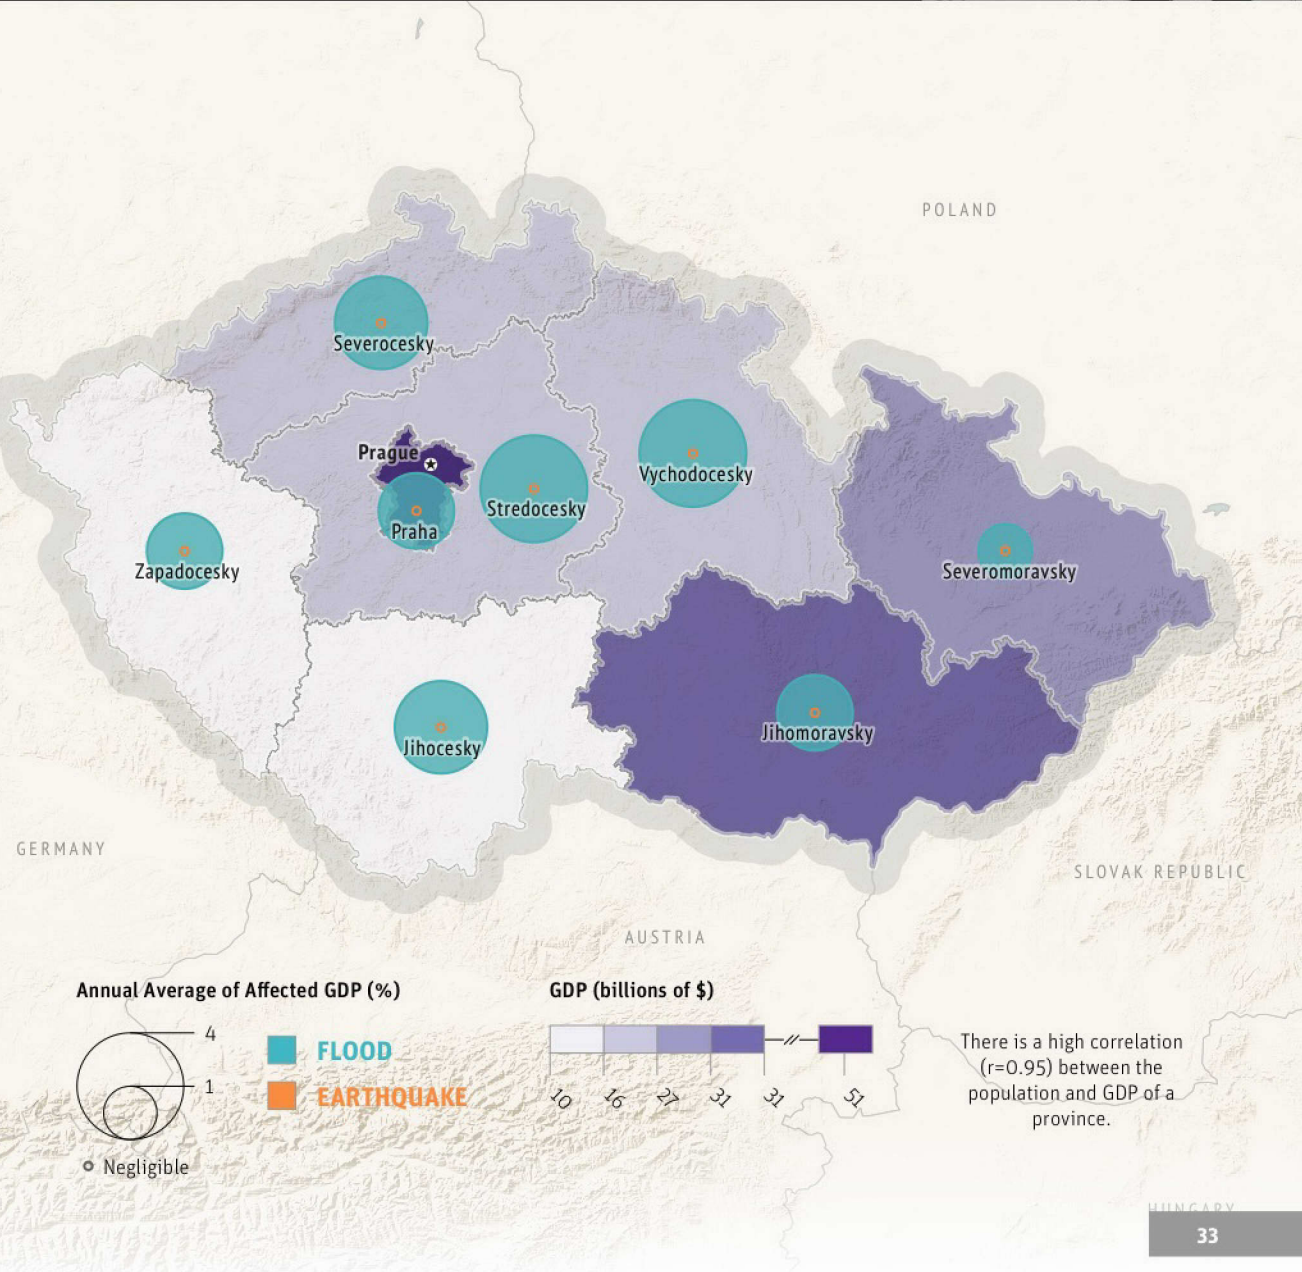 POLAND
Severocesky
Prague
Vychodocesky
Stredocesky
Praha
Zapadocesky
Severomoravsky
Jihocesky
Jihomoravsky
GERMANY
SLOVAK REPUBLIC
AUSTRIA
Annual Average of Affected GDP (%)
4
1
Negligible
FLOOD
EARTHQUAKE
GDP (billions of $)
10
16
27
31
31
51
There is a high correlation
(r=0.95) between the
population and GDP of a
province.
HUNGARY
33